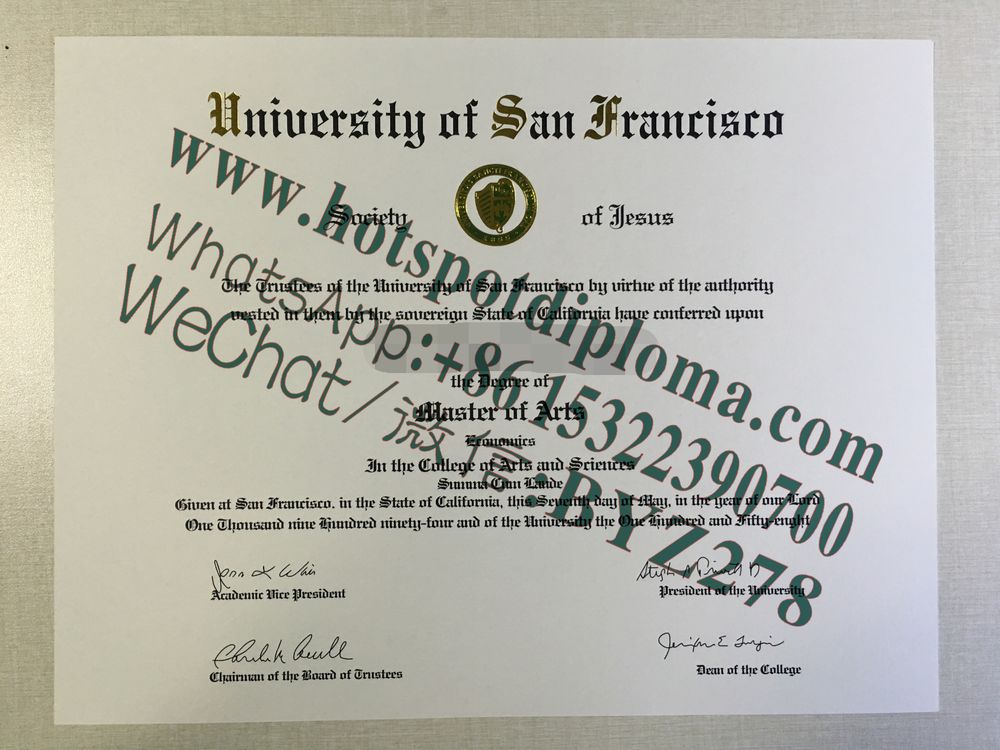 University of San Francisco
Society of Jesus
The Trustees of the University of San Francisco by virtue of the authority
vested in them by the sovereign State of California have conferred upon
the Degree of
Master of Arts
Economics
In the College of Arts and Sciences
Summa Cum Laude
Given at San Francisco. in the State of California, this Seventh day of May, in the year of our Lord
One Thousand nine Hundred ninety-four and of the University the One Hundred and Fifty-enght
Academic Vice President
President of the University
Chairman of the Board of Trustees
Dean of the College
www.hotspotdiploma.com
WhatsApp:+86 15322390700
WeChat/微信:BYZ278